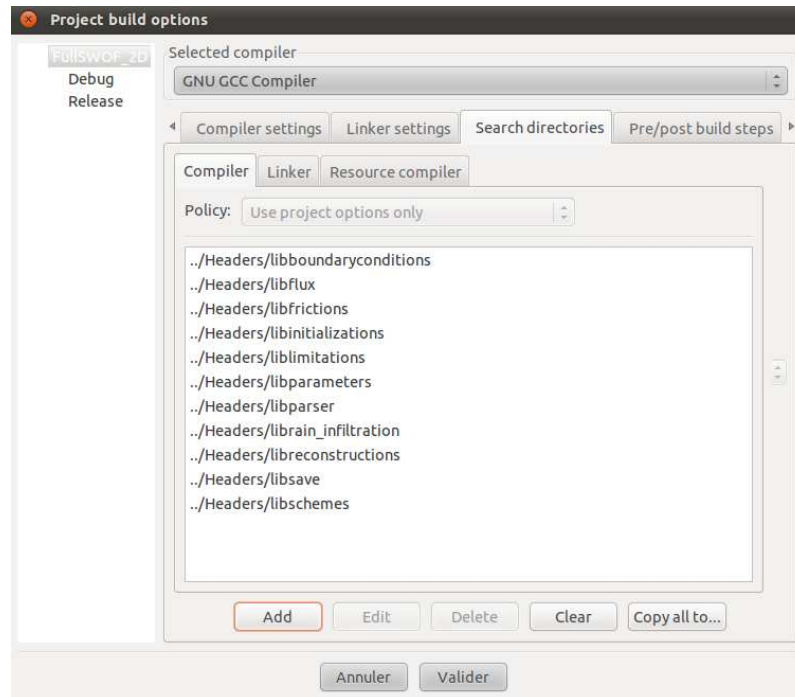 Project build options
FullSWOF_2D
Debug
Release
Selected compiler
GNU GCC Compiler
Compiler settings
Linker settings
Search directories
Pre/post build steps
Compiler
Linker
Resource compiler
Policy:
Use project options only
../Headers/libboundaryconditions
../Headers/libflux
../Headers/libfrictions
../Headers/libinitializations
../Headers/liblimitations
../Headers/libparameters
../Headers/libparser
../Headers/librain_infiltration
../Headers/libreconstructions
../Headers/libsave
../Headers/libschemes
Add
Edit
Delete
Clear
Copy all to...
Annuler
Valider